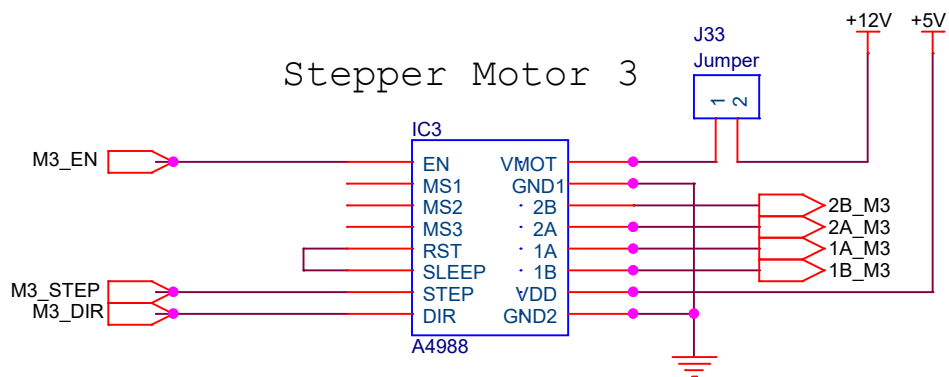 +12V +5V
J33
Jumper
Stepper Motor 3
1 2
IC3
M3_EN
EN VMOT
MS1 GND1
MS2 2B 2B_M3
MS3 2A 2A_M3
RST 1A 1A_M3
SLEEP 1B 1B_M3
M3_STEP STEP VDD
M3_DIR DIR GND2
A4988